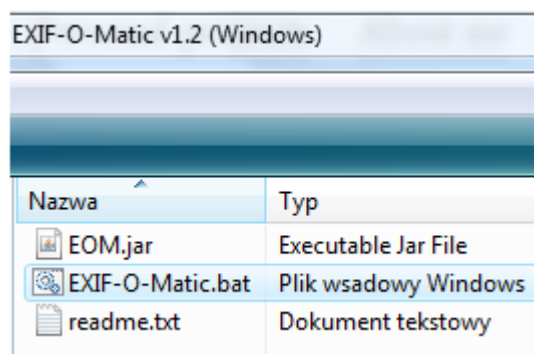 EXIF-O-Matic v1.2 (Windows)
Nazwa Typ
EOM.jar Executable Jar File
EXIF-O-Matic.bat Plik wsadowy Windows
readme.txt Dokument tekstowy